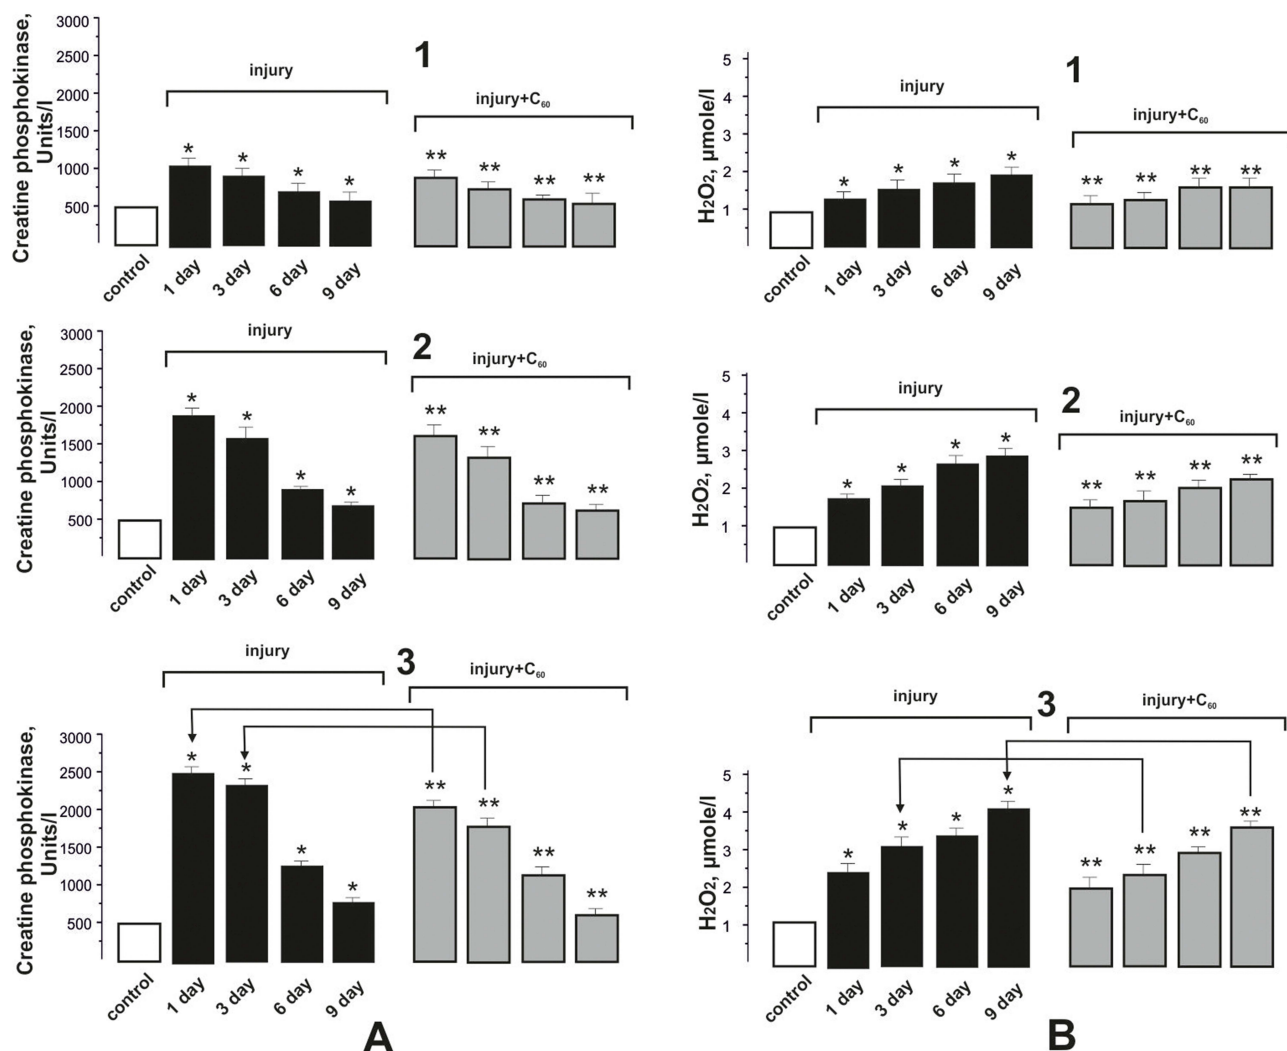 Creatine phosphokinase,
Units/l
3000
2500
2000
1500
1000
500
injury
1
injury+C₆₀
* * * *
** ** ** **
control 1 day 3 day 6 day 9 day
Creatine phosphokinase,
Units/l
3000
2500
2000
1500
1000
500
injury
2
injury+C₆₀
* * * *
** ** ** **
control 1 day 3 day 6 day 9 day
Creatine phosphokinase,
Units/l
3000
2500
2000
1500
1000
500
injury
3
injury+C₆₀
* * * *
** ** ** **
control 1 day 3 day 6 day 9 day
A
H2O2, µmole/l
5
4
3
2
1
injury
1
injury+C₆₀
* * * *
** ** ** **
control 1 day 3 day 6 day 9 day
H2O2, µmole/l
5
4
3
2
1
injury
2
injury+C₆₀
* * * *
** ** ** **
control 1 day 3 day 6 day 9 day
H2O2, µmole/l
5
4
3
2
1
injury
3
injury+C₆₀
* * * *
** ** ** **
control 1 day 3 day 6 day 9 day
B